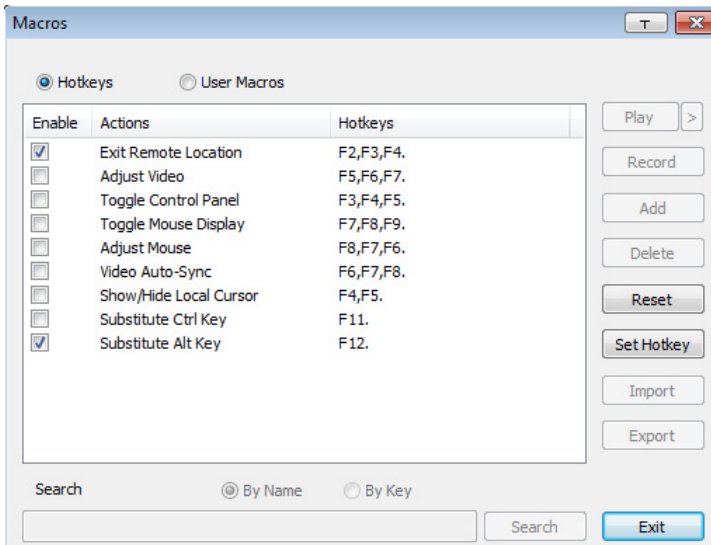 Macros
Hotkeys User Macros
Enable Actions Hotkeys
Exit Remote Location F2,F3,F4.
Adjust Video F5,F6,F7.
Toggle Control Panel F3,F4,F5.
Toggle Mouse Display F7,F8,F9.
Adjust Mouse F8,F7,F6.
Video Auto-Sync F6,F7,F8.
Show/Hide Local Cursor F4,F5.
Substitute Ctrl Key F11.
Substitute Alt Key F12.
Play >
Record
Add
Delete
Reset
Set Hotkey
Import
Export
Search By Name By Key
Search Exit